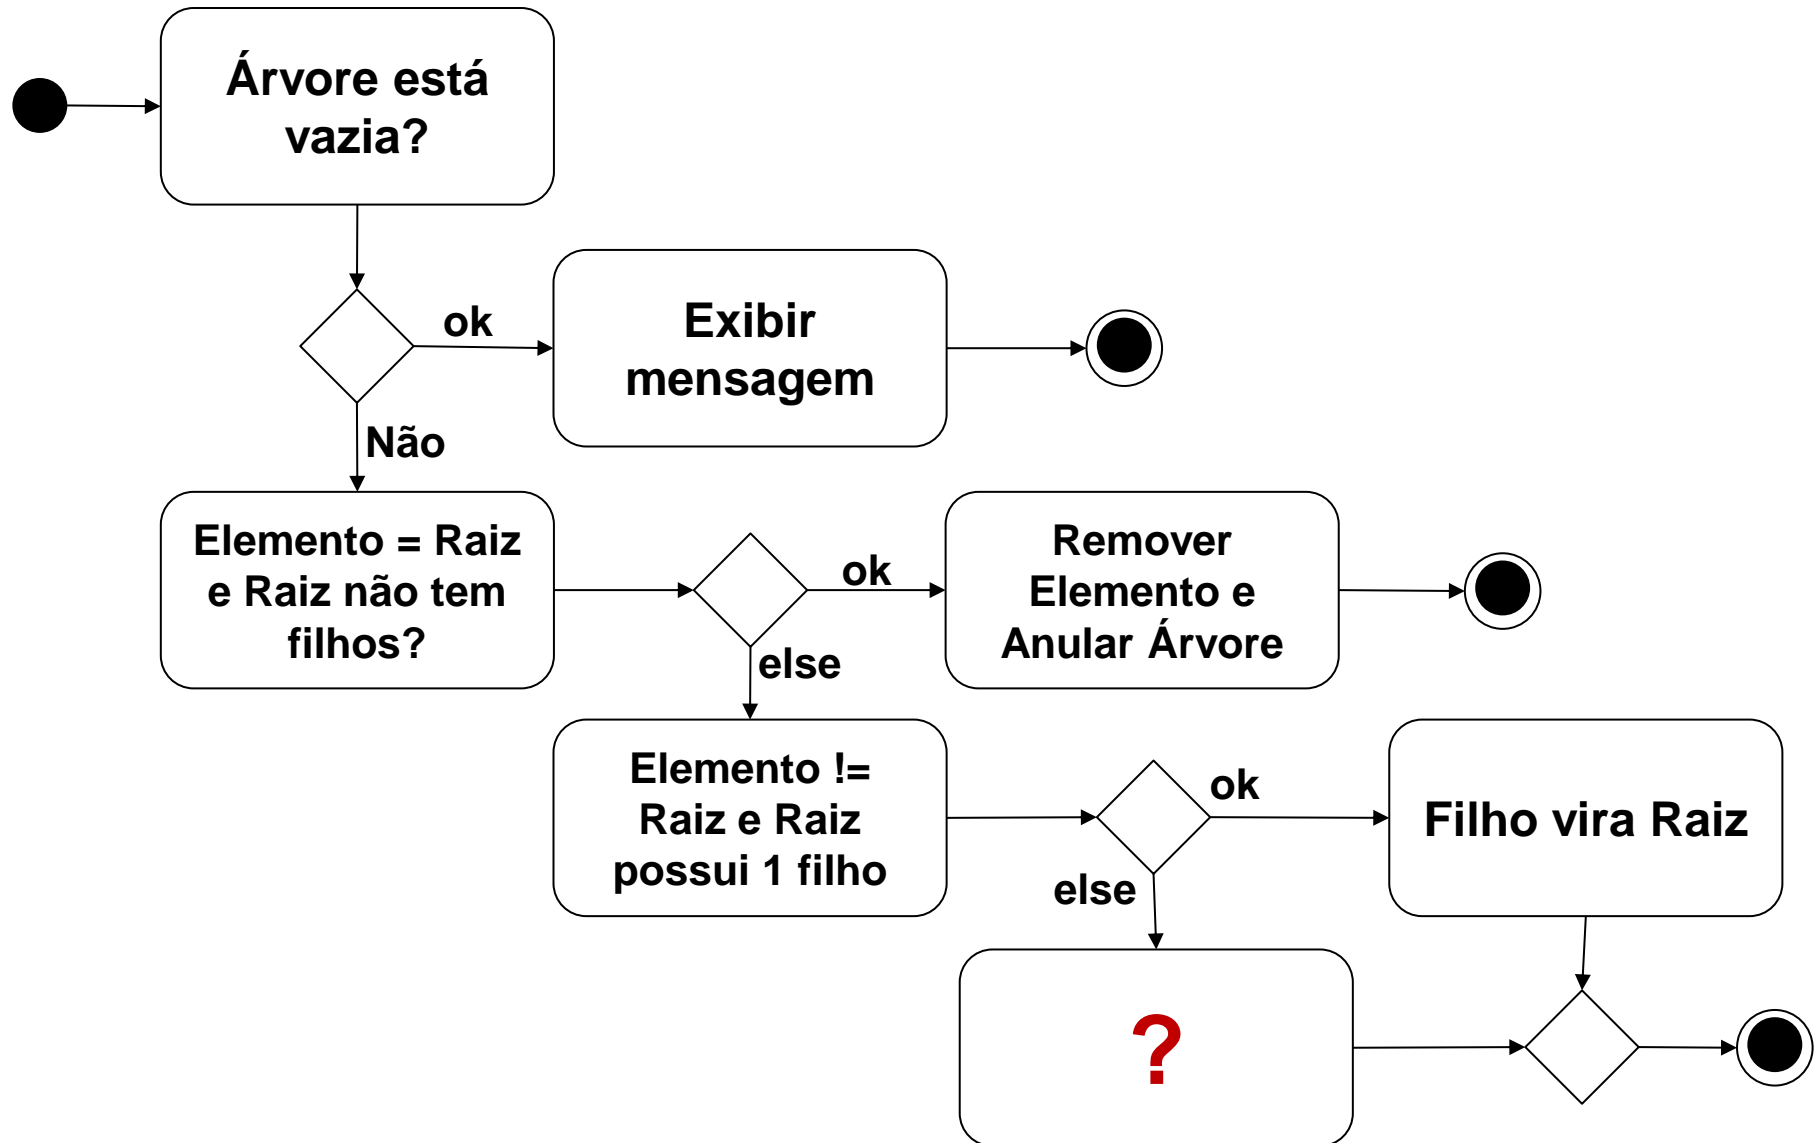 Árvore está
vazia?
ok
Exibir
mensagem
Não
Elemento = Raiz
e Raiz não tem
filhos?
ok
Remover
Elemento e
Anular Árvore
else
Elemento !=
Raiz e Raiz
possui 1 filho
ok
Filho vira Raiz
else
?